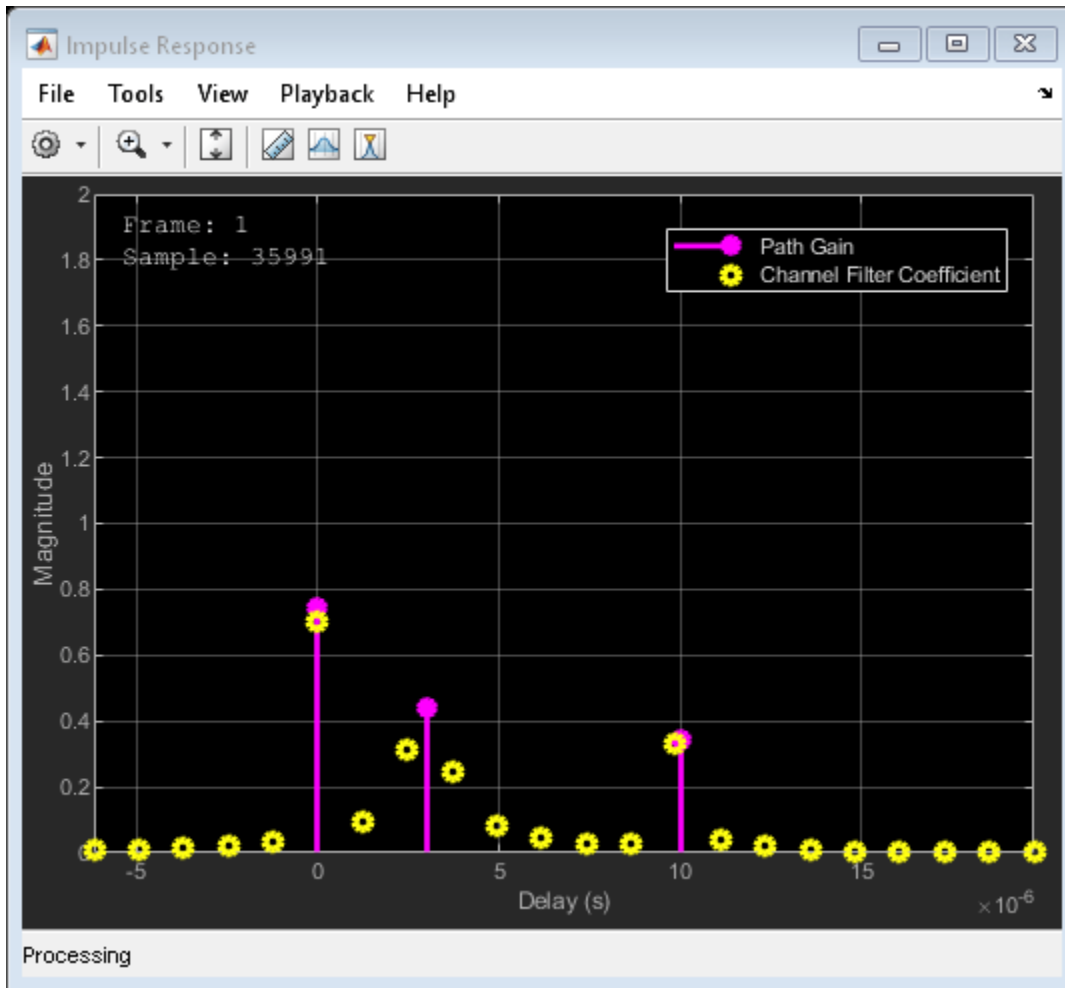 Impulse Response
File Tools View Playback Help
Frame: 1
Sample: 35991
Path Gain
Channel Filter Coefficient
2
1.8
1.6
1.4
1.2
1
0.8
0.6
0.4
0.2
0
Magnitude
-5 0 5 10 15
Delay (s)
×10-6
Processing